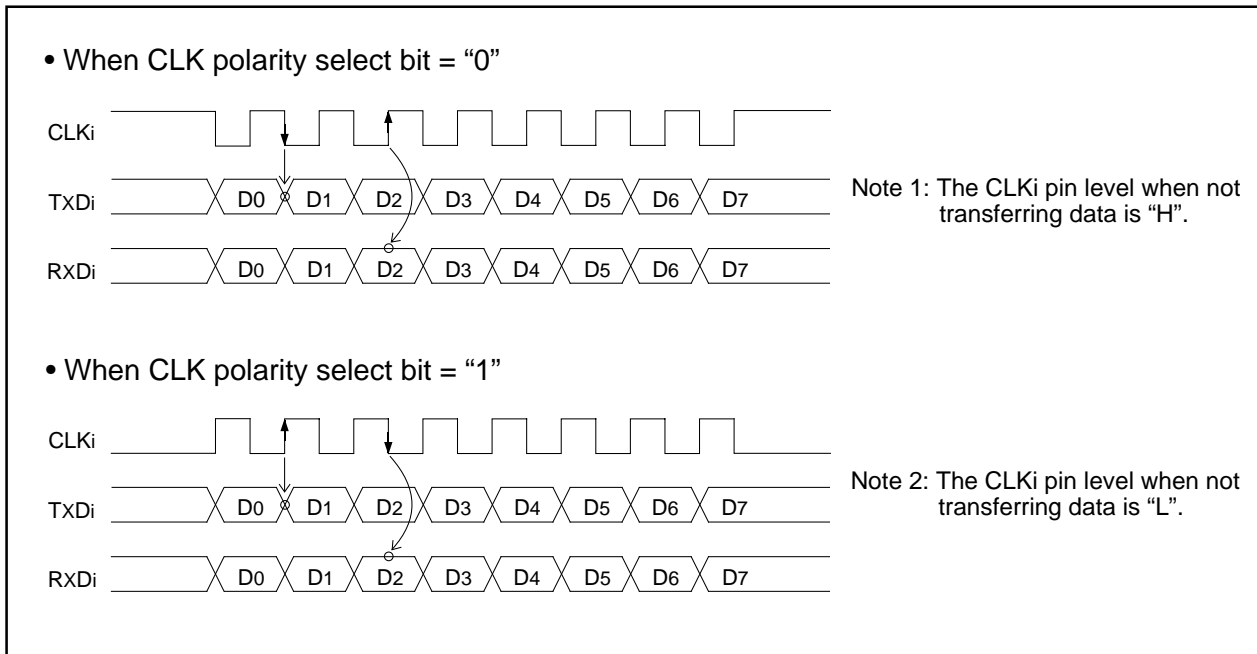 • When CLK polarity select bit = “0”
CLKi
TXDi
D0 D1 D2 D3 D4 D5 D6 D7
RXDi
D0 D1 D2 D3 D4 D5 D6 D7
Note 1: The CLKi pin level when not
transferring data is “H”.
• When CLK polarity select bit = “1”
CLKi
TXDi
D0 D1 D2 D3 D4 D5 D6 D7
RXDi
D0 D1 D2 D3 D4 D5 D6 D7
Note 2: The CLKi pin level when not
transferring data is “L”.